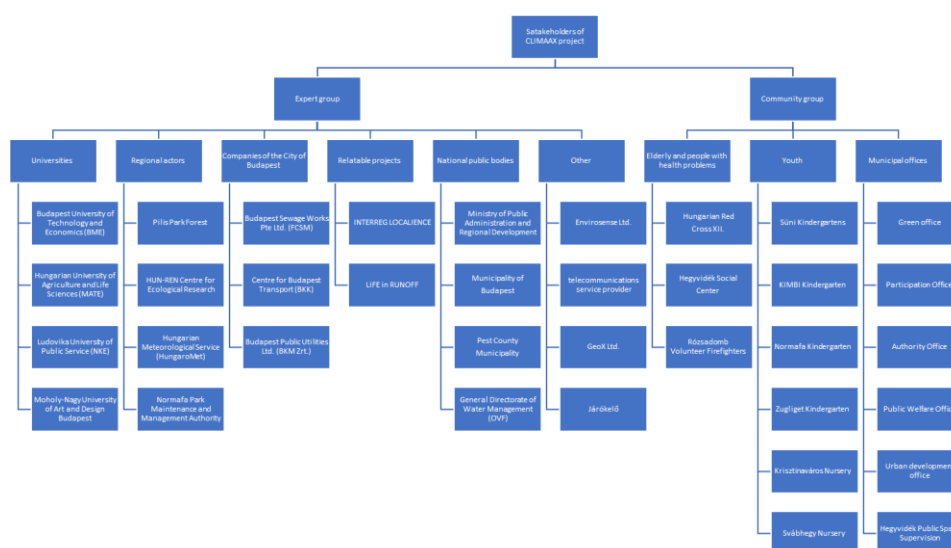 Satakeholders of
CLIMAAX project
Expert group
Community group
Universities
Regional actors
Companies of the City of
Budapest
Relatable projects
National public bodies
Other
Elderly and people with
health problems
Youth
Municipal offices
Budapest University of
Technology and
Economics (BME)
Hungarian University of
Agriculture and Life
Sciences (MATE)
Ludovika University of
Public Service (NKE)
Moholy-Nagy University
of Art and Design
Budapest
Pilis Park Forest
HUN-REN Centre for
Ecological Research
Hungarian
Meteorological Service
(HungaroMet)
Normafa Park
Maintenance and
Management Authority
Budapest Sewage Works
Pte Ltd. (FCSM)
Centre for Budapest
Transport (BKK)
Budapest Public Utilities
Ltd. (BKM Zrt.)
INTERREG LOCALIENCE
LIFE in RUNOFF
Ministry of Public
Administration and
Regional Development
Municipality of
Budapest
Pest County
Municipality
General Directorate of
Water Management
(OVF)
Envirosense Ltd.
telecommunications
service provider
GeoX Ltd.
Járókelő
Hungarian Red
Cross XII.
Hegyvidék Social
Center
Rózsadomb
Volunteer Firefighters
Süni Kindergartens
KIMBI Kindergarten
Normafa Kindergarten
Zugliget Kindergarten
Krisztinaváros Nursery
Svábhegy Nursery
Green office
Participation Office
Authority Office
Public Welfare Offic
Urban developmen
office
Hegyvidék Public Spa
Supervision